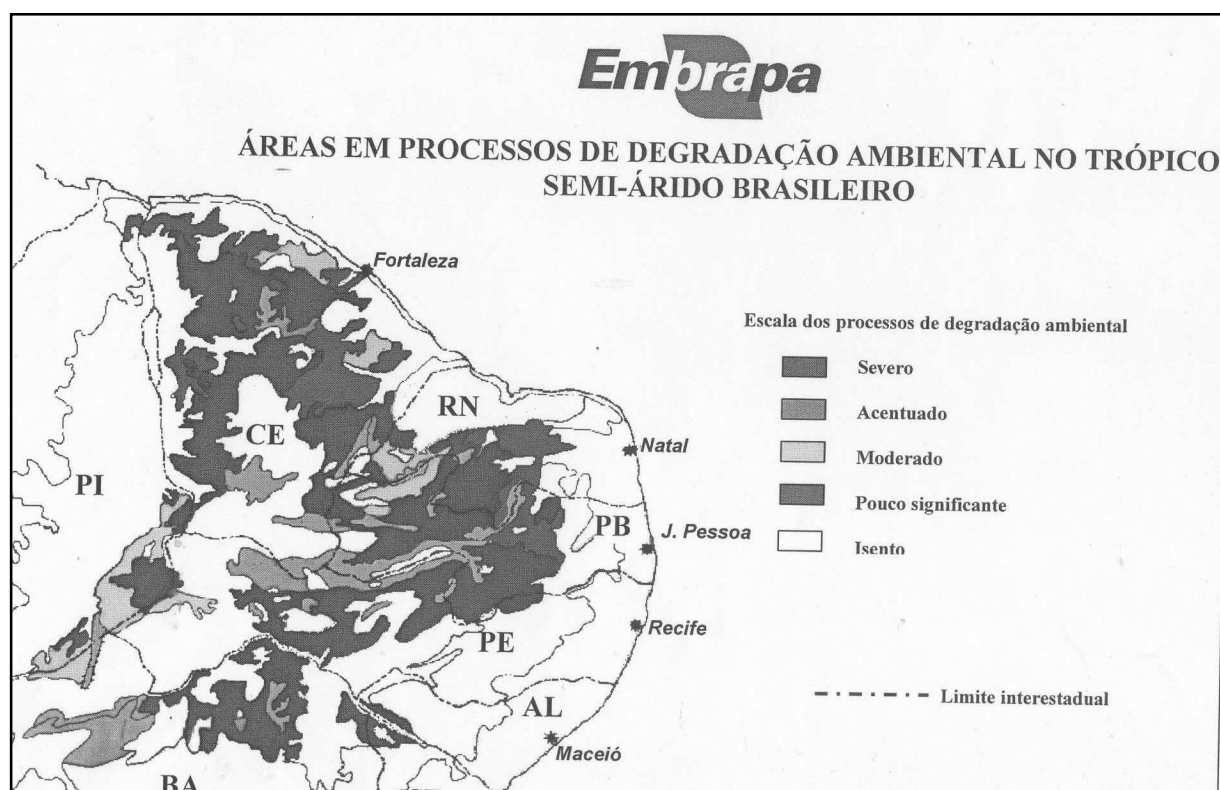 Embrapa
ÁREAS EM PROCESSOS DE DEGRADAÇÃO AMBIENTAL NO TRÓPICO
SEMI-ÁRIDO BRASILEIRO
Fortaleza
Escala dos processos de degradação ambiental
Severo
Acentuado
Moderado
Pouco significante
Isento
RN
CE
Natal
PI
PB
J. Pessoa
PE
Recife
Limite interestadual
AL
Maceió
BA